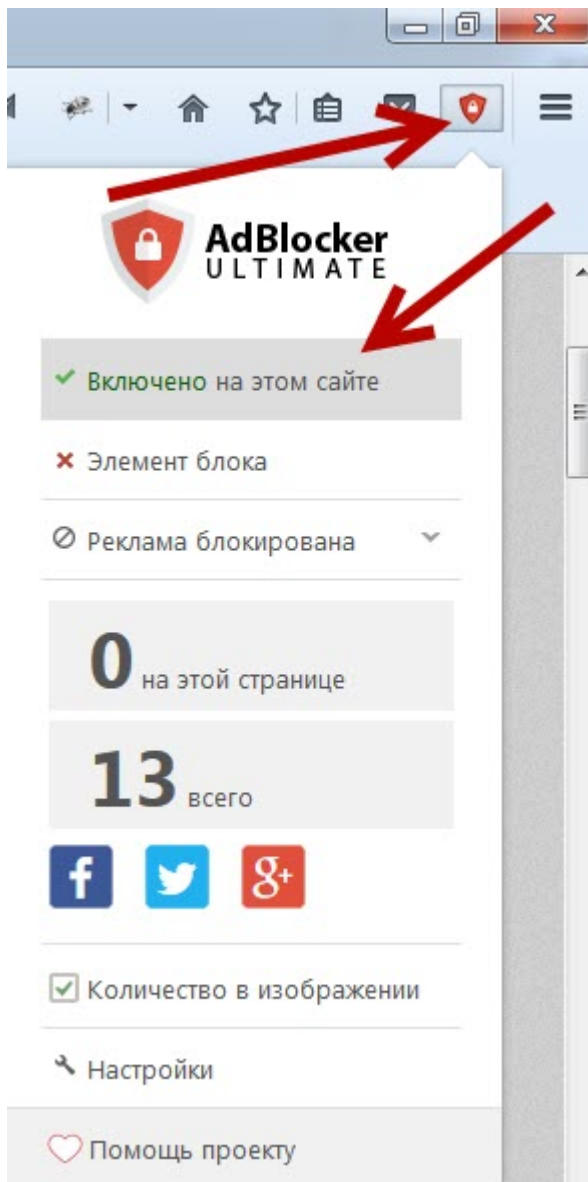 AdBlocker
ULTIMATE
Включено на этом сайте
Элемент блока
Реклама блокирована
0 на этой странице
13 всего
f
g+
Количество в изображении
Настройки
Помощь проекту